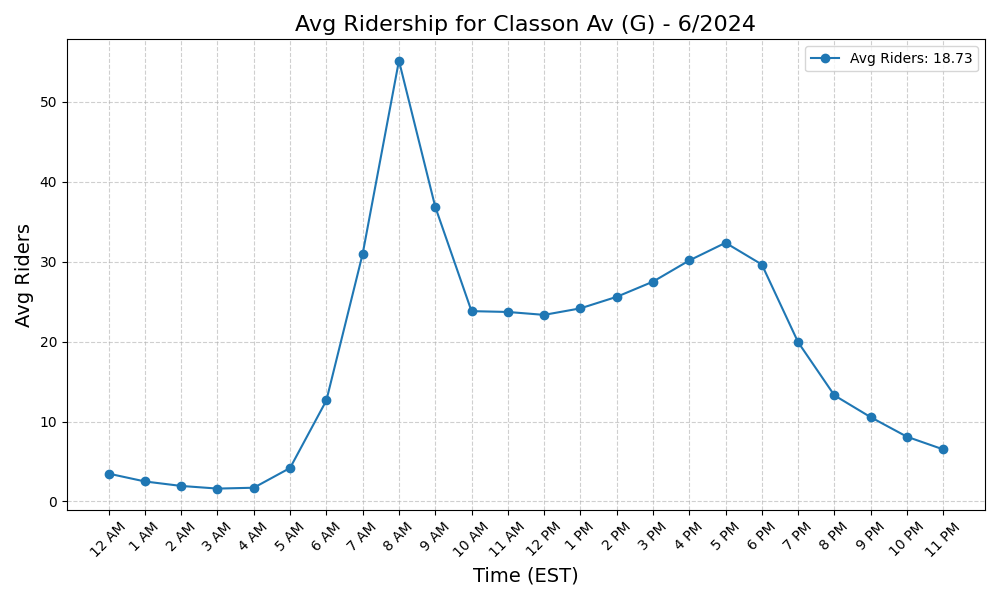 Avg Ridership for Classon Av (G) - 6/2024
Avg Riders: 18.73
Avg Riders
50
40
30
20
10
0
12 AM
1 AM
2 AM
3 AM
4 AM
5 AM
6 AM
7 AM
8 AM
9 AM
10 AM
11 AM
12 PM
1 PM
2 PM
3 PM
4 PM
5 PM
6 PM
7 PM
8 PM
9 PM
10 PM
11 PM
Time (EST)